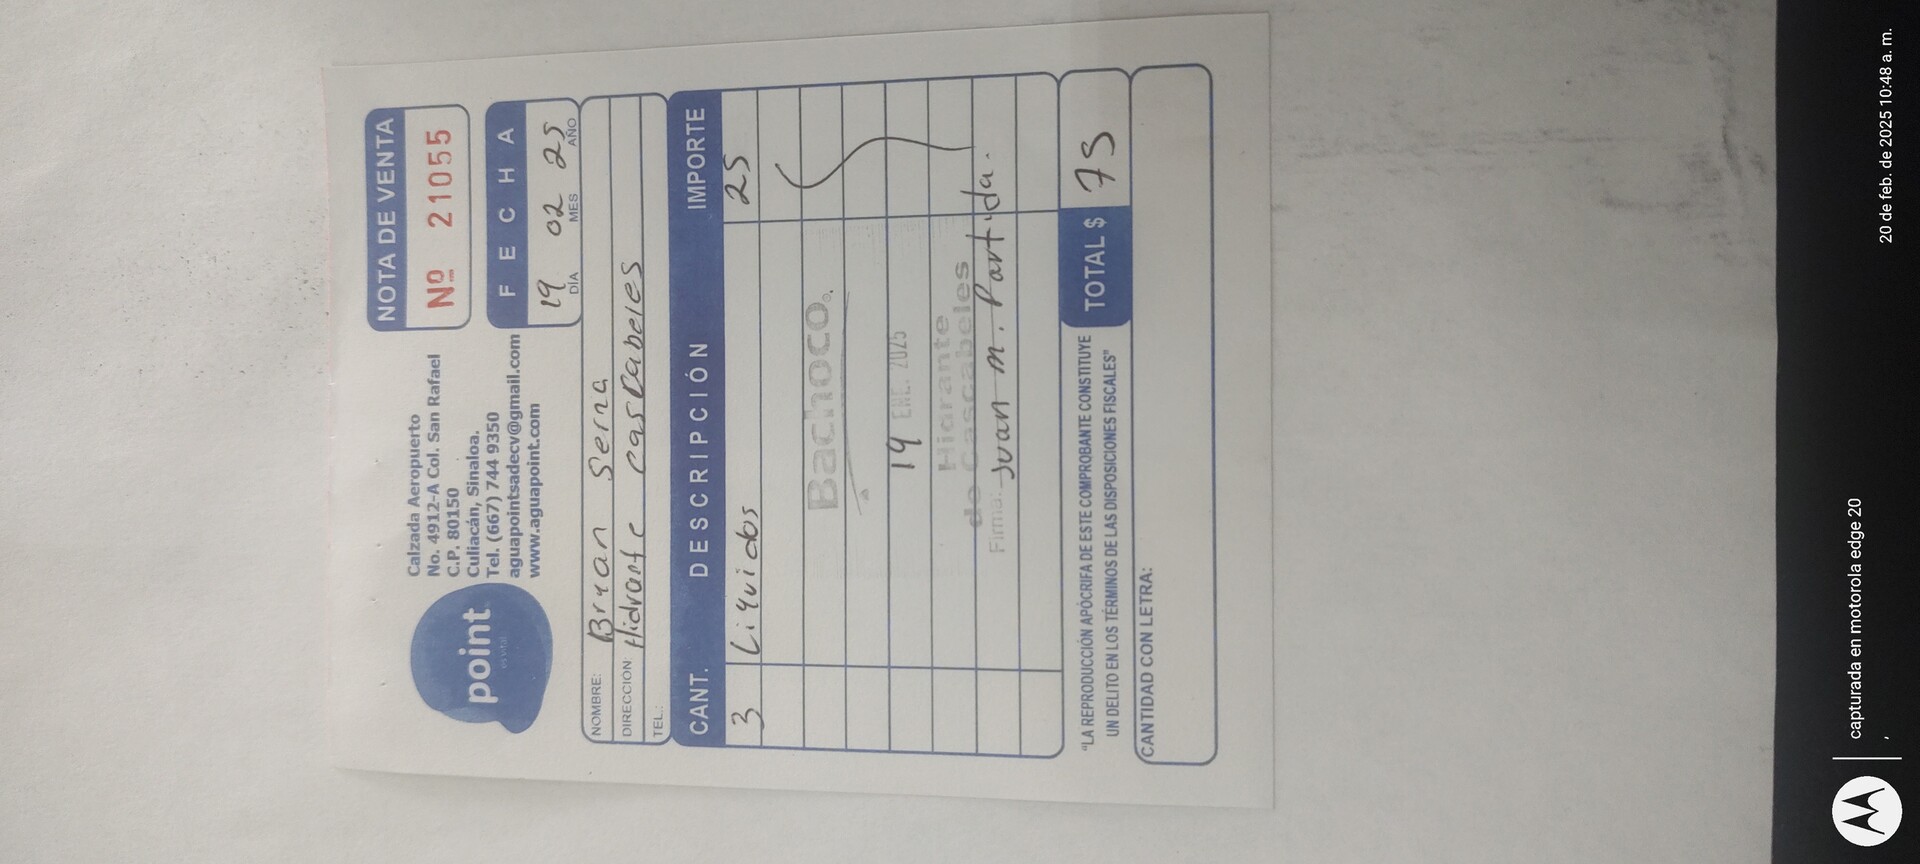 point
es vital
Calzada Aeropuerto
No. 4912-A Col. San Rafael
C.P. 80150
Culiacán, Sinaloa.
Tel. (667) 744 9350
aguapointsadecv@gmail.com
www.aguapoint.com
NOTA DE VENTA
Nº 21055
FECHA
19 02 25
DÍA MES AÑO
NOMBRE: Bryan Serna
DIRECCION: Hidrante cascabeles
TEL.:
CANT. DESCRIPCIÓN IMPORTE
3 Liquidos 25
Bachoco
19 ENE. 2025
Hidrante
de Cascabeles
Firma: Juan m. Partida.
"LA REPRODUCCIÓN APÓCRIFA DE ESTE COMPROBANTE CONSTITUYE
UN DELITO EN LOS TÉRMINOS DE LAS DISPOSICIONES FISCALES"
TOTAL $ 75
CANTIDAD CON LETRA:
capturada en motorola edge 20
,
20 de feb. de 2025 10:48 a. m.